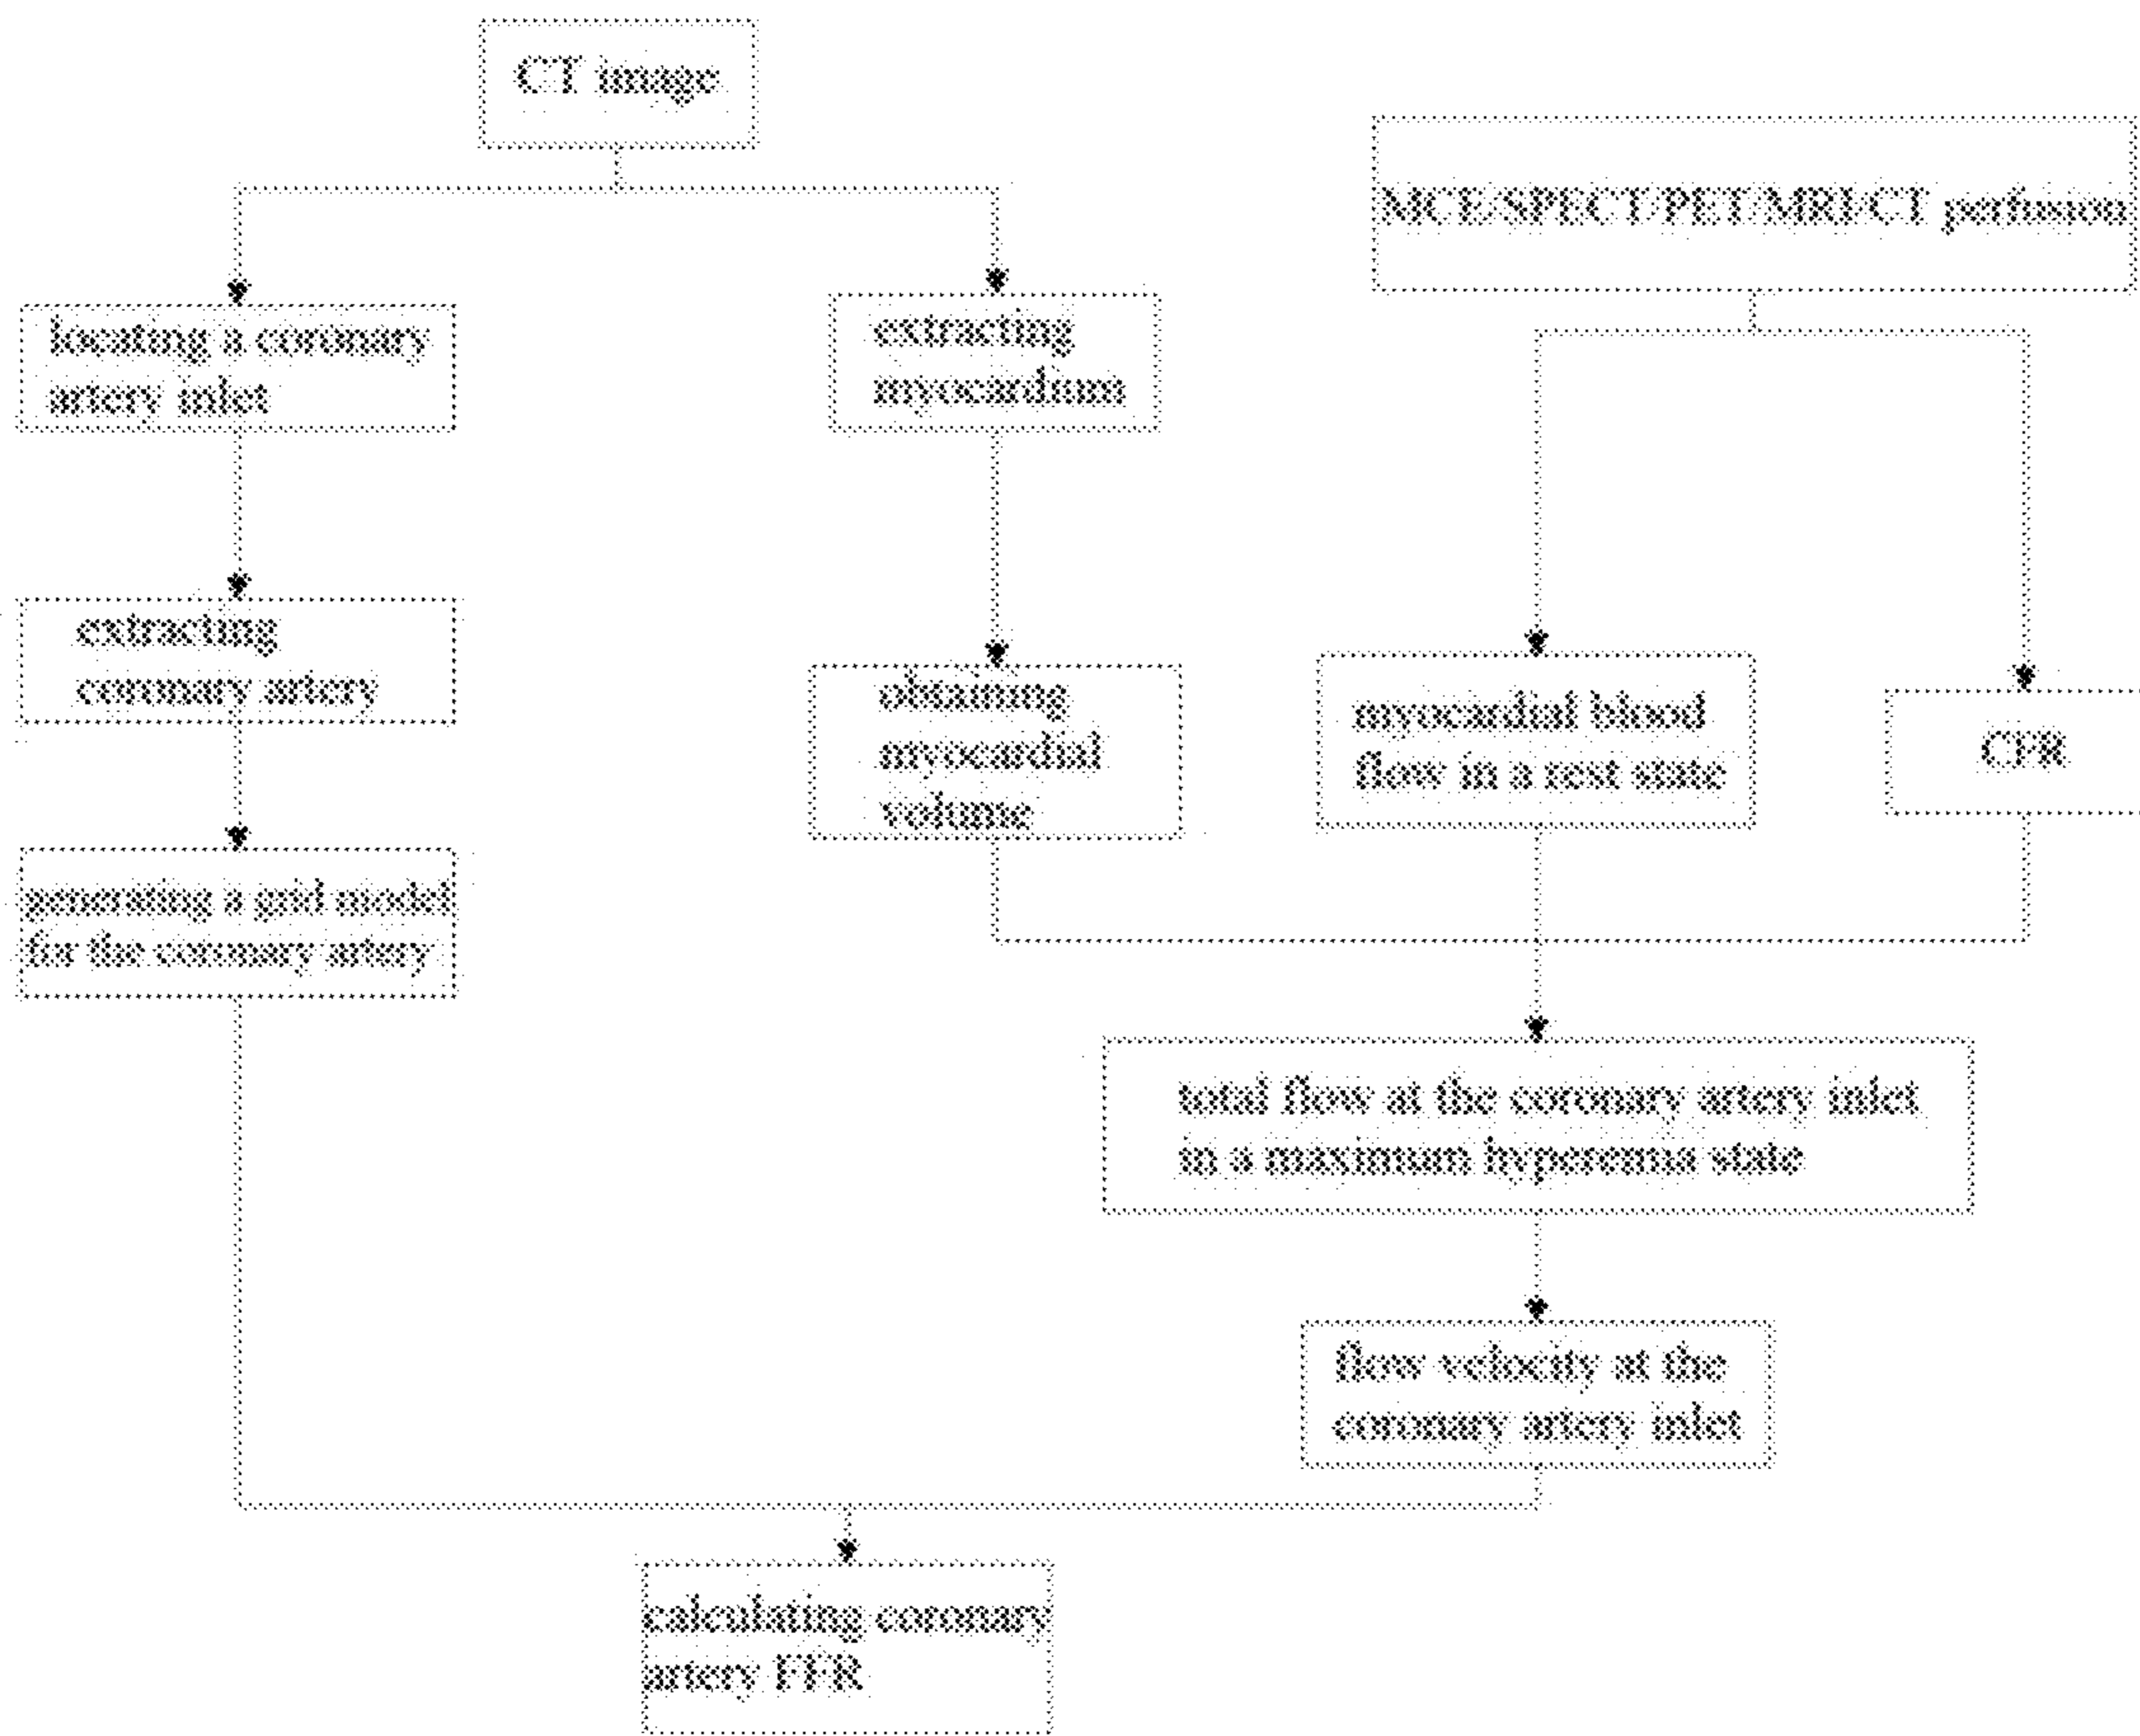 CT image
MCE/SPECT/PET/MRI/CT perfusion
locating a coronary
artery inlet
extracting
myocardium
extracting
coronary artery
obtaining
myocardial
volume
myocardial blood
flow in a rest state
CFR
generating a grid model
for the coronary artery
total flow at the coronary artery inlet
in a maximum hyperemia state
flow velocity at the
coronary artery inlet
calculating coronary
artery FFR